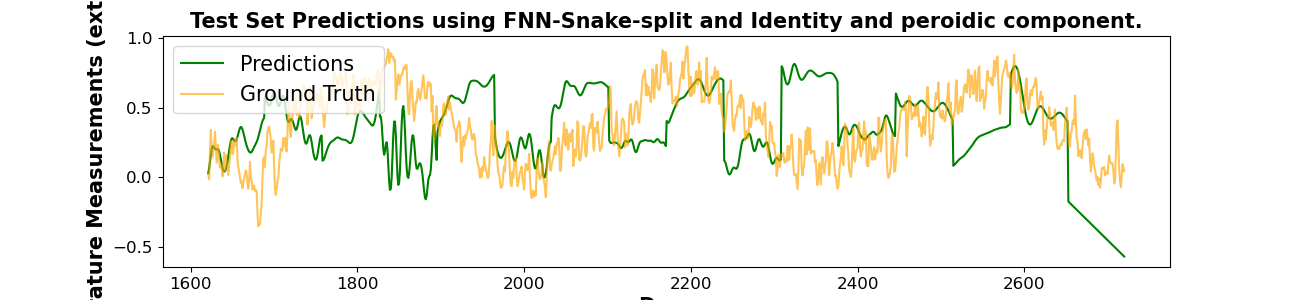 Test Set Predictions using FNN-Snake-split and Identity and peroidic component.
1.0
0.5
0.0
−0.5
Predictions
Ground Truth
1600 1800 2000 2200 2400 2600
Measurements